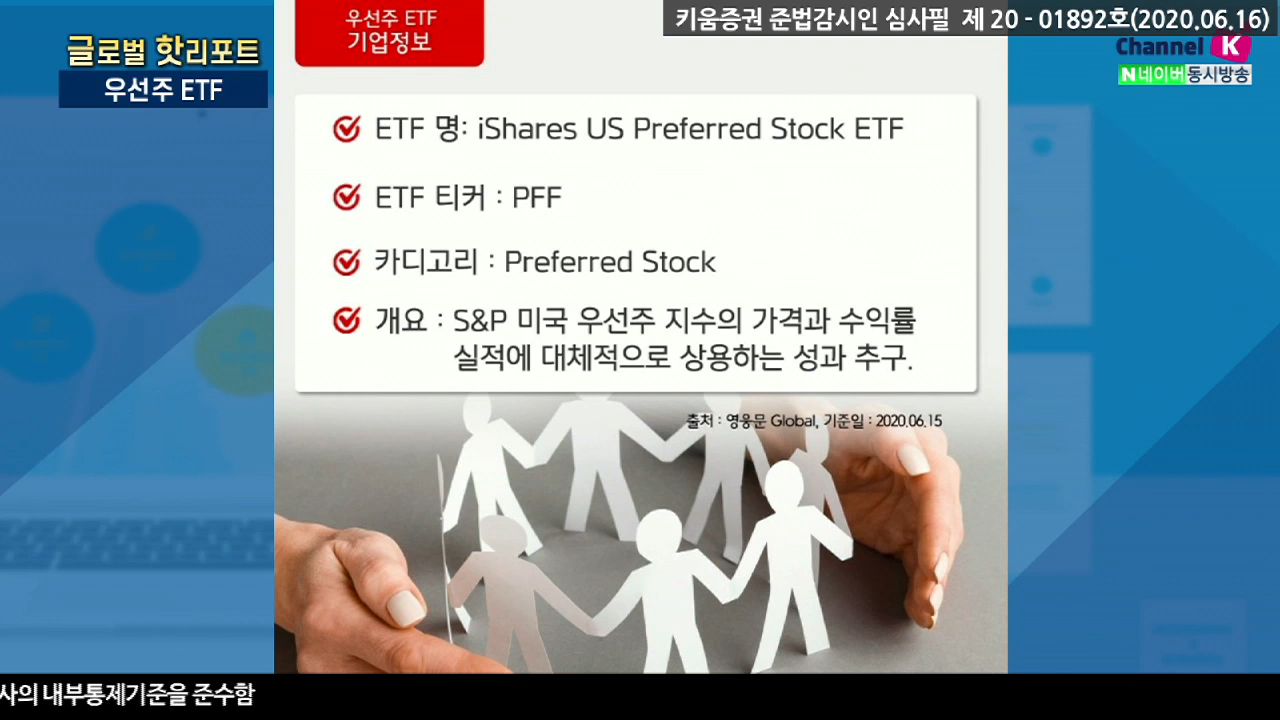 키움증권 준법감시인 심사필 제 20 - 01892호(2020.06.16)
글로벌 핫리포트
우선주 ETF
Channel K
N 네이버 동시방송
우선주 ETF
기업정보
ETF 명: iShares US Preferred Stock ETF
ETF 티커 : PFF
카디고리 : Preferred Stock
개요 : S&P 미국 우선주 지수의 가격과 수익률
실적에 대체적으로 상용하는 성과 추구.
출처 : 영웅문 Global, 기준일 : 2020.06.15
사의 내부통제기준을 준수함